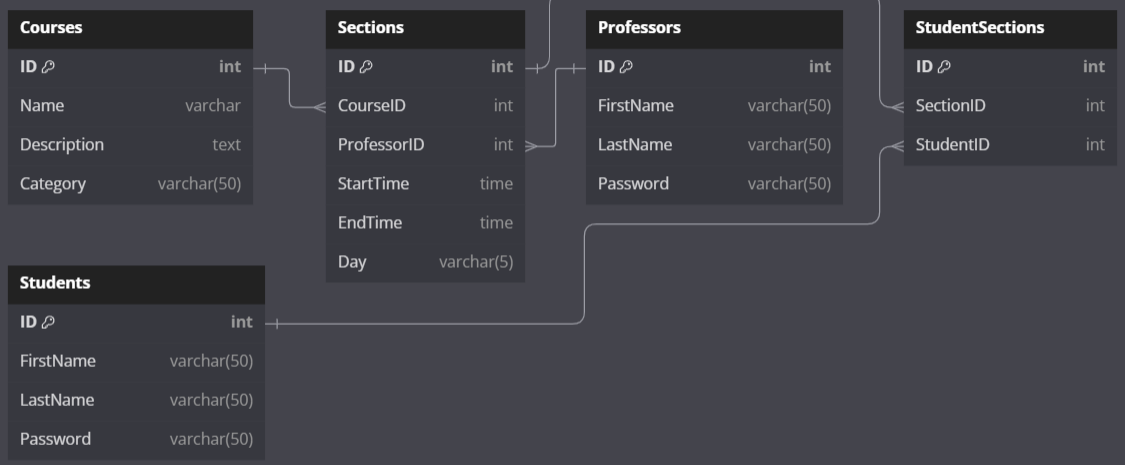 Courses
ID int
Name varchar
Description text
Category varchar(50)
Sections
ID int
CourseID int
ProfessorID int
StartTime time
EndTime time
Day varchar(5)
Professors
ID int
FirstName varchar(50)
LastName varchar(50)
Password varchar(50)
StudentSections
ID int
SectionID int
StudentID int
Students
ID int
FirstName varchar(50)
LastName varchar(50)
Password varchar(50)